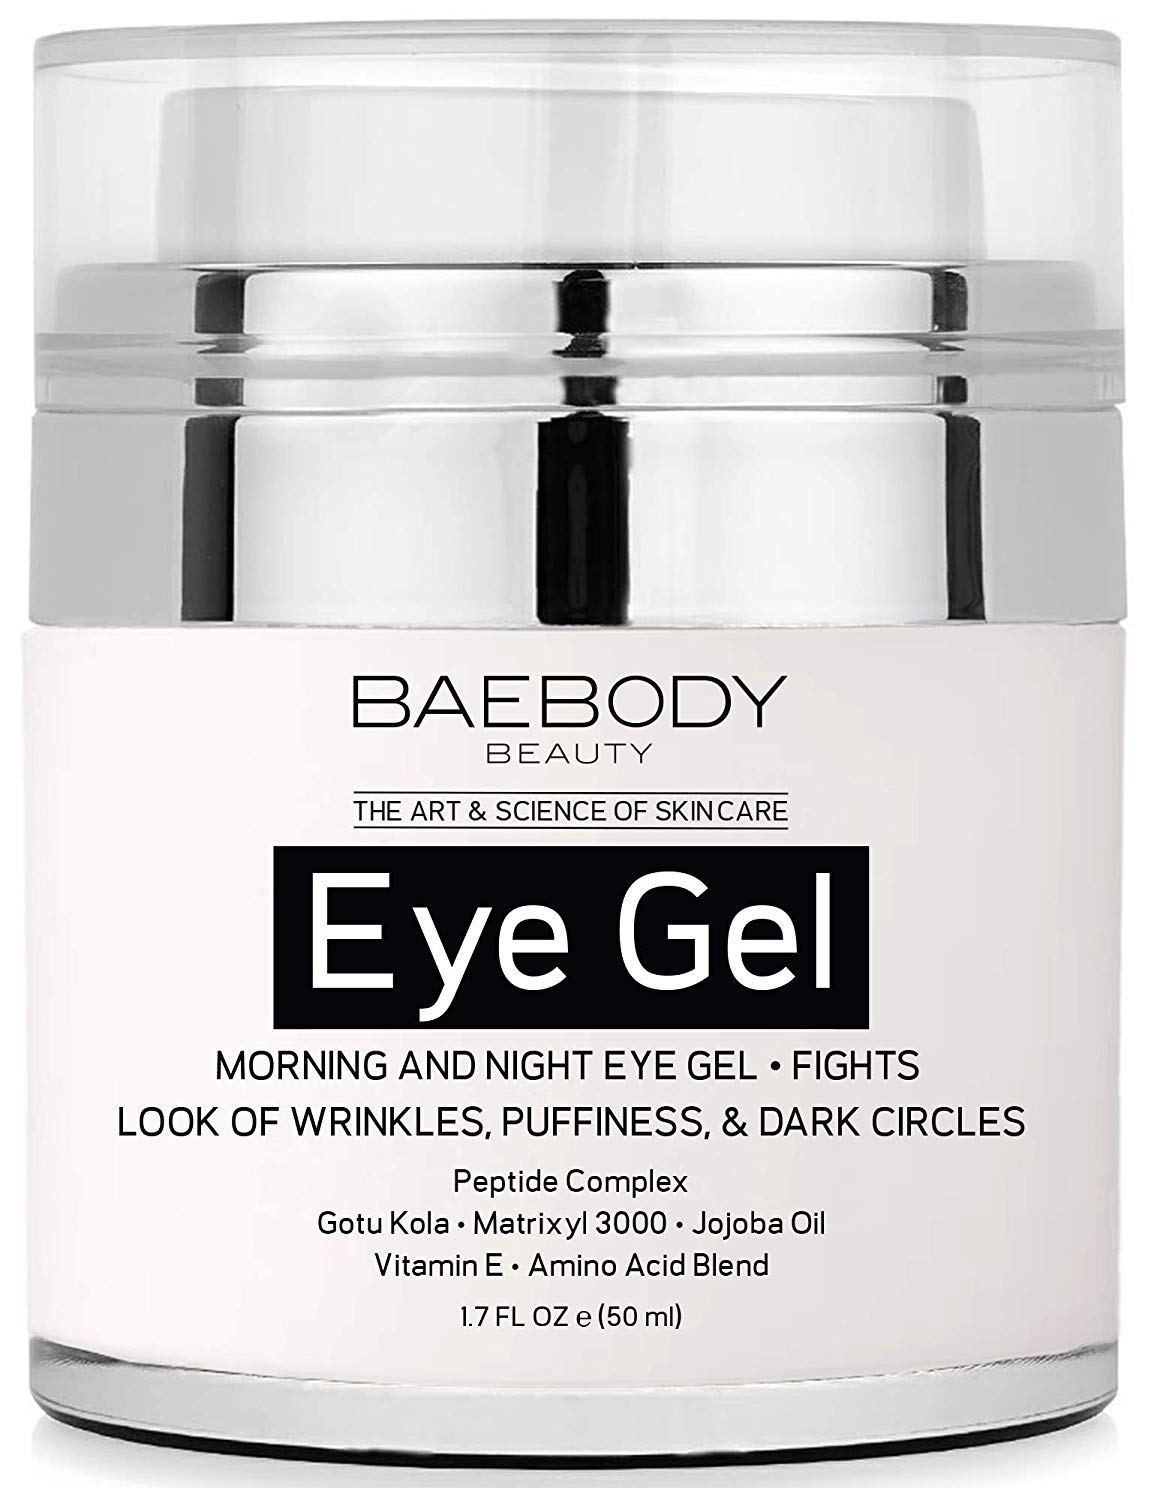 BAEBODY
BEAUTY
THE ART & SCIENCE OF SKINCARE
Eye Gel
MORNING AND NIGHT EYE GEL • FIGHTS
LOOK OF WRINKLES, PUFFINESS, & DARK CIRCLES
Peptide Complex
Gotu Kola • Matrixyl 3000 • Jojoba Oil
Vitamin E • Amino Acid Blend
1.7 FL OZ e (50 ml)